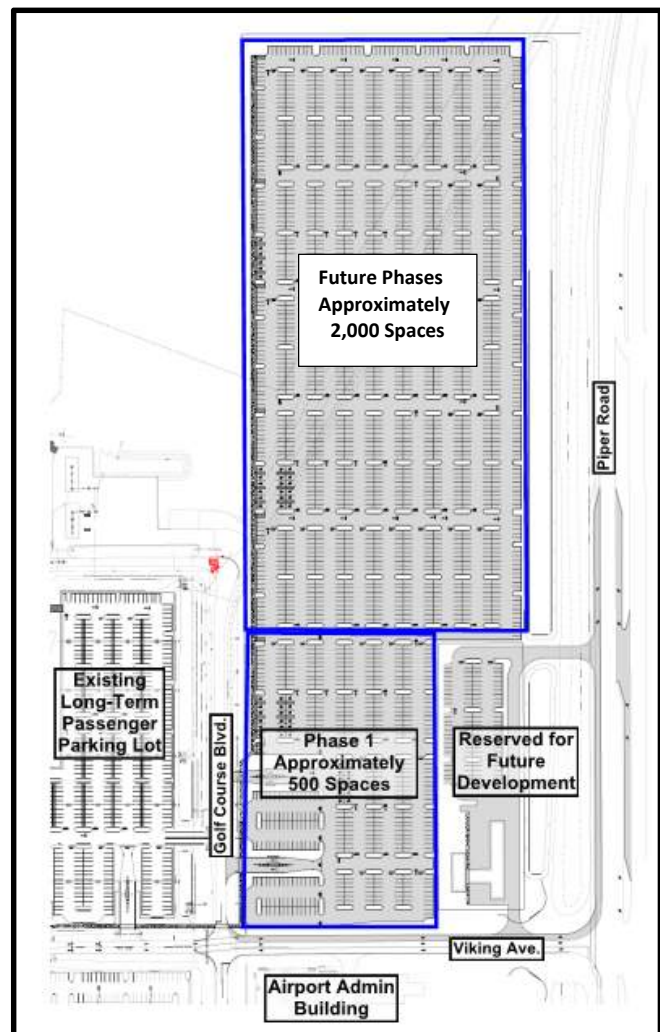 Future Phases
Approximately
2,000 Spaces
Piper Road
Existing
Long-Term
Passenger
Parking Lot
Golf Course Blvd.
Phase 1
Approximately
500 Spaces
Reserved for
Future
Development
Viking Ave.
Airport Admin
Building